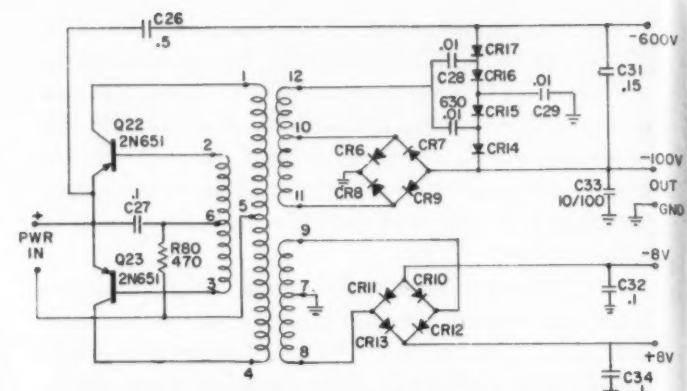 C26
.5
-600V
CR17
.01
C28
CR16
.01
C29
C31
.15
1
12
630
.01
CR15
Q22
2N651
2
10
CR6
CR7
CR14
-100V
OUT
GND
C33
10/100
CR8
CR9
11
+
PWR
IN
.1
C27
6
5
R80
470
9
-8V
Q23
2N651
3
7
CR11
CR10
C32
.1
CR13
CR12
8
+8V
4
C34
.1